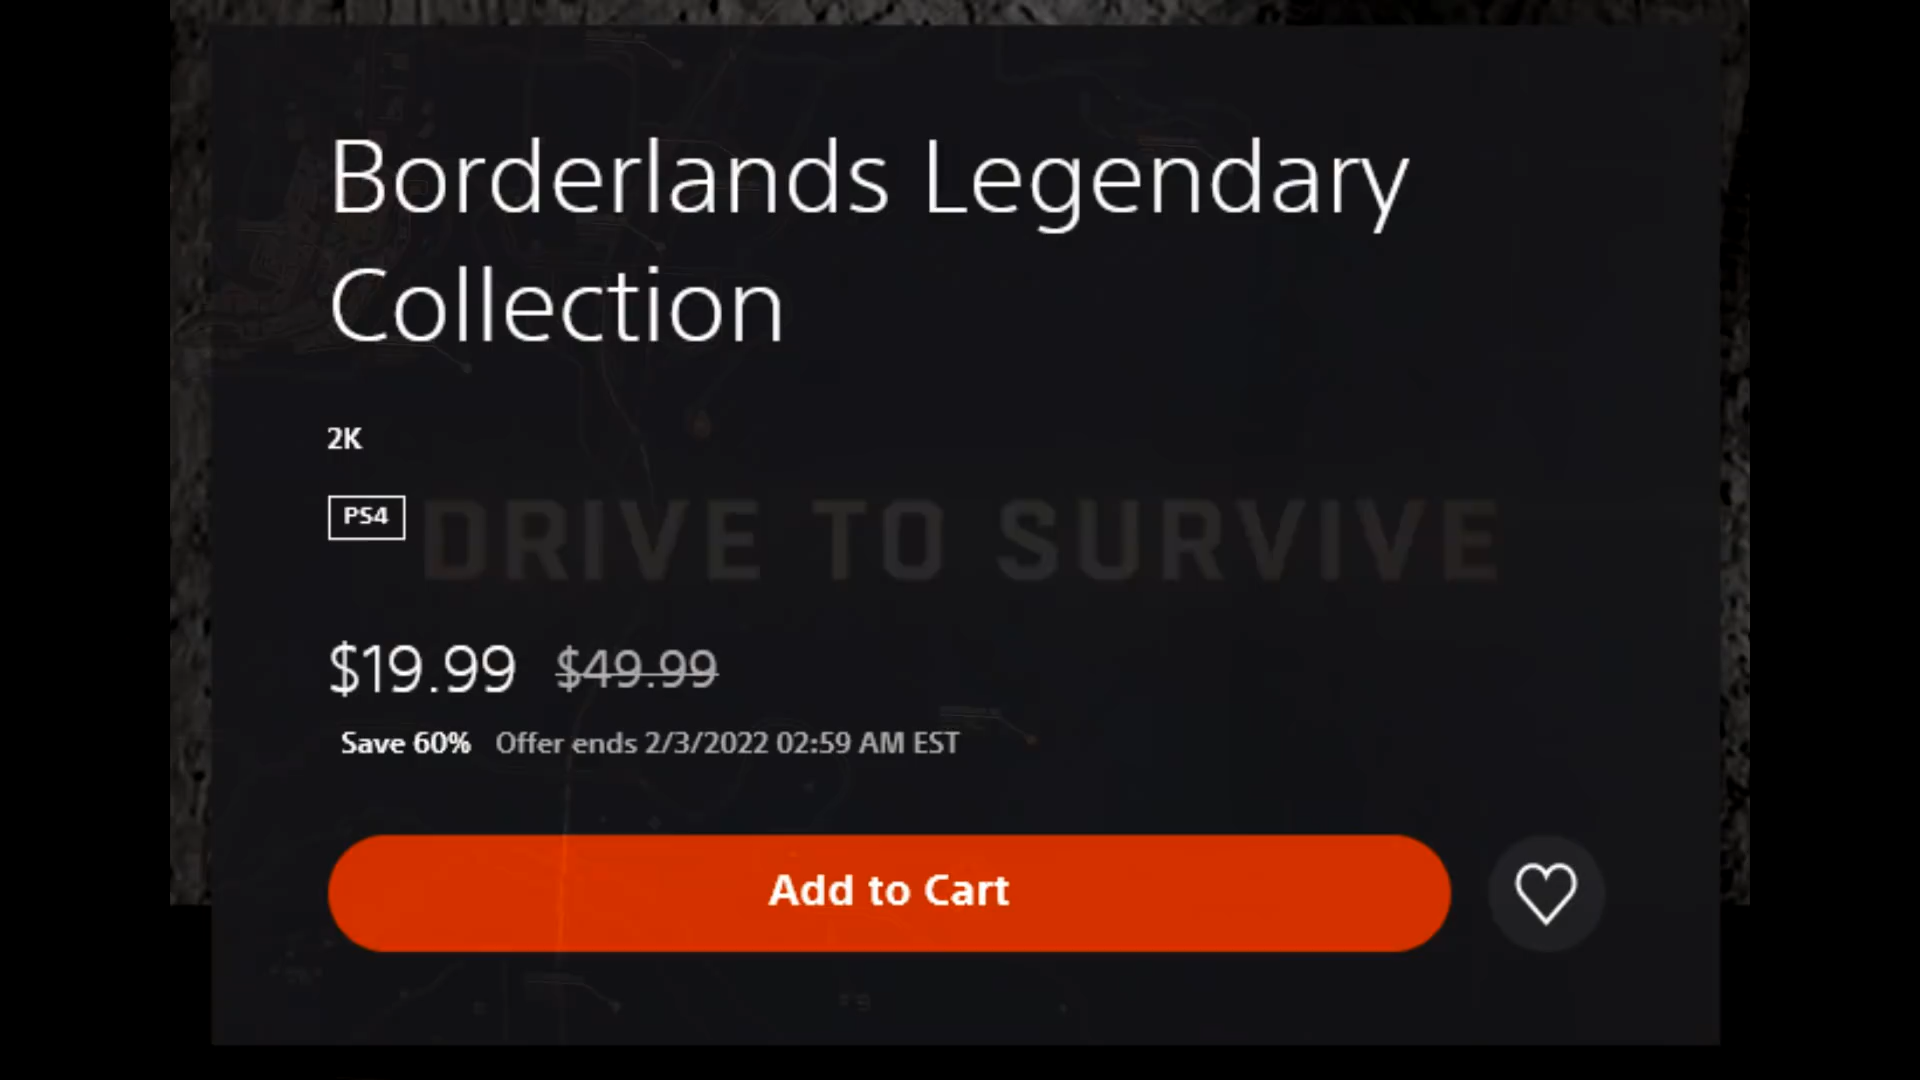 Borderlands Legendary
Collection
2K
PS4
DRIVE TO SURVIVE
$19.99 $49.99
Save 60% Offer ends 2/3/2022 02:59 AM EST
Add to Cart